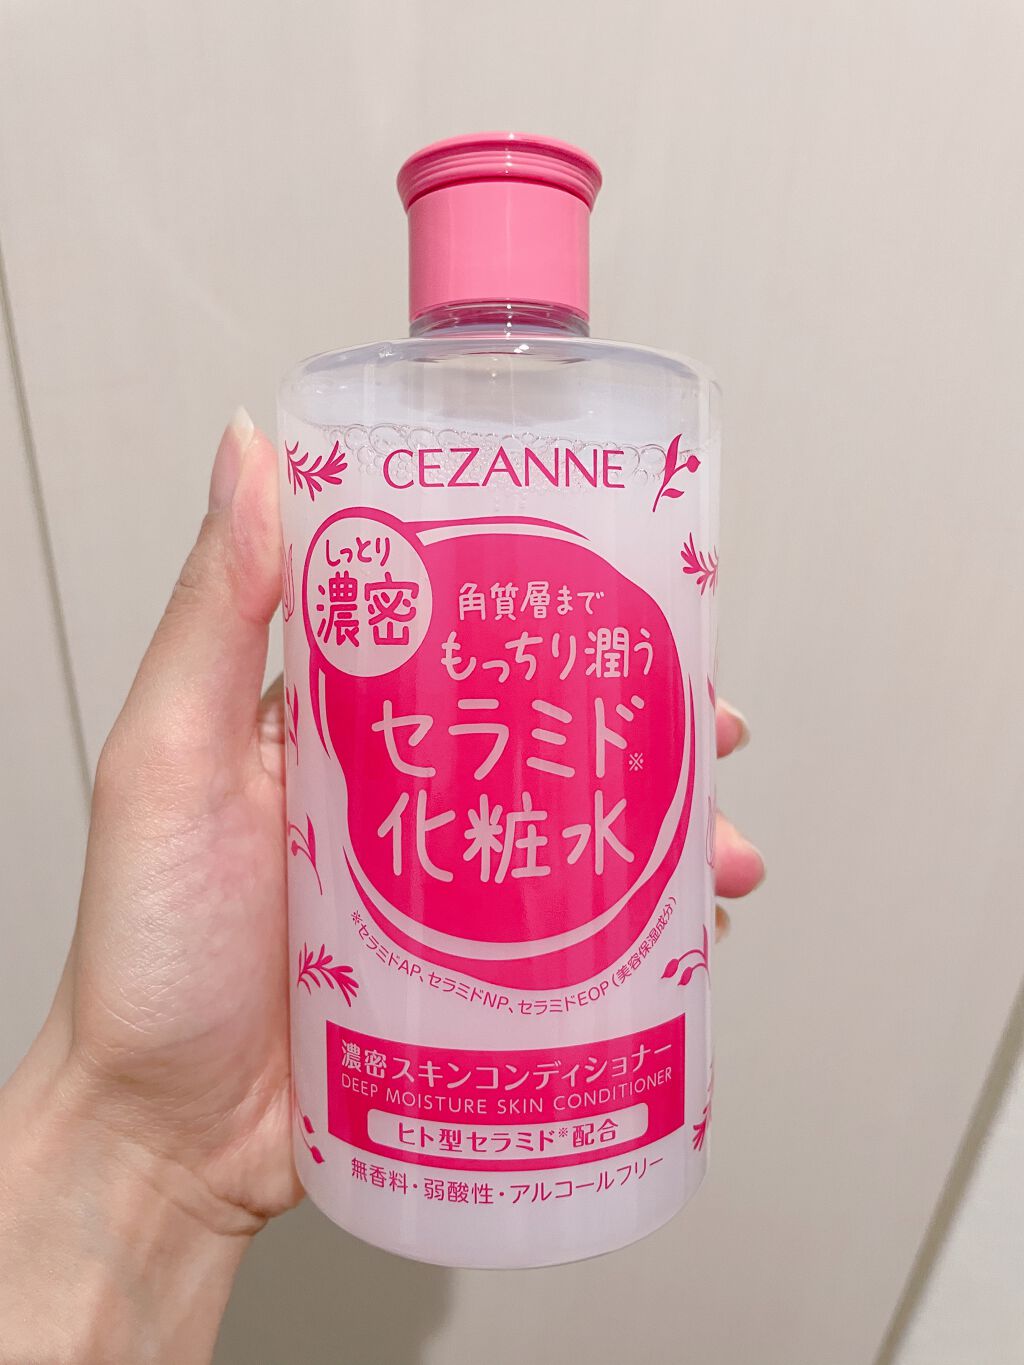 CEZANNE
しっとり
濃密
角質層まで
もっちり潤う
セラミド※
化粧水
※セラミドAP、セラミドNP、セラミドEOP(美容保湿成分)
濃密スキンコンディショナー
DEEP MOISTURE SKIN CONDITIONER
ヒト型セラミド※配合
無香料・弱酸性・アルコールフリー